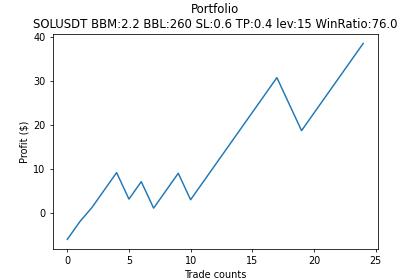 Portfolio
SOLUSDT BBM:2.2 BBL:260 SL:0.6 TP:0.4 lev:15 WinRatio:76.0
40
30
20
10
0
Profit ($)
0 5 10 15 20 25
Trade counts